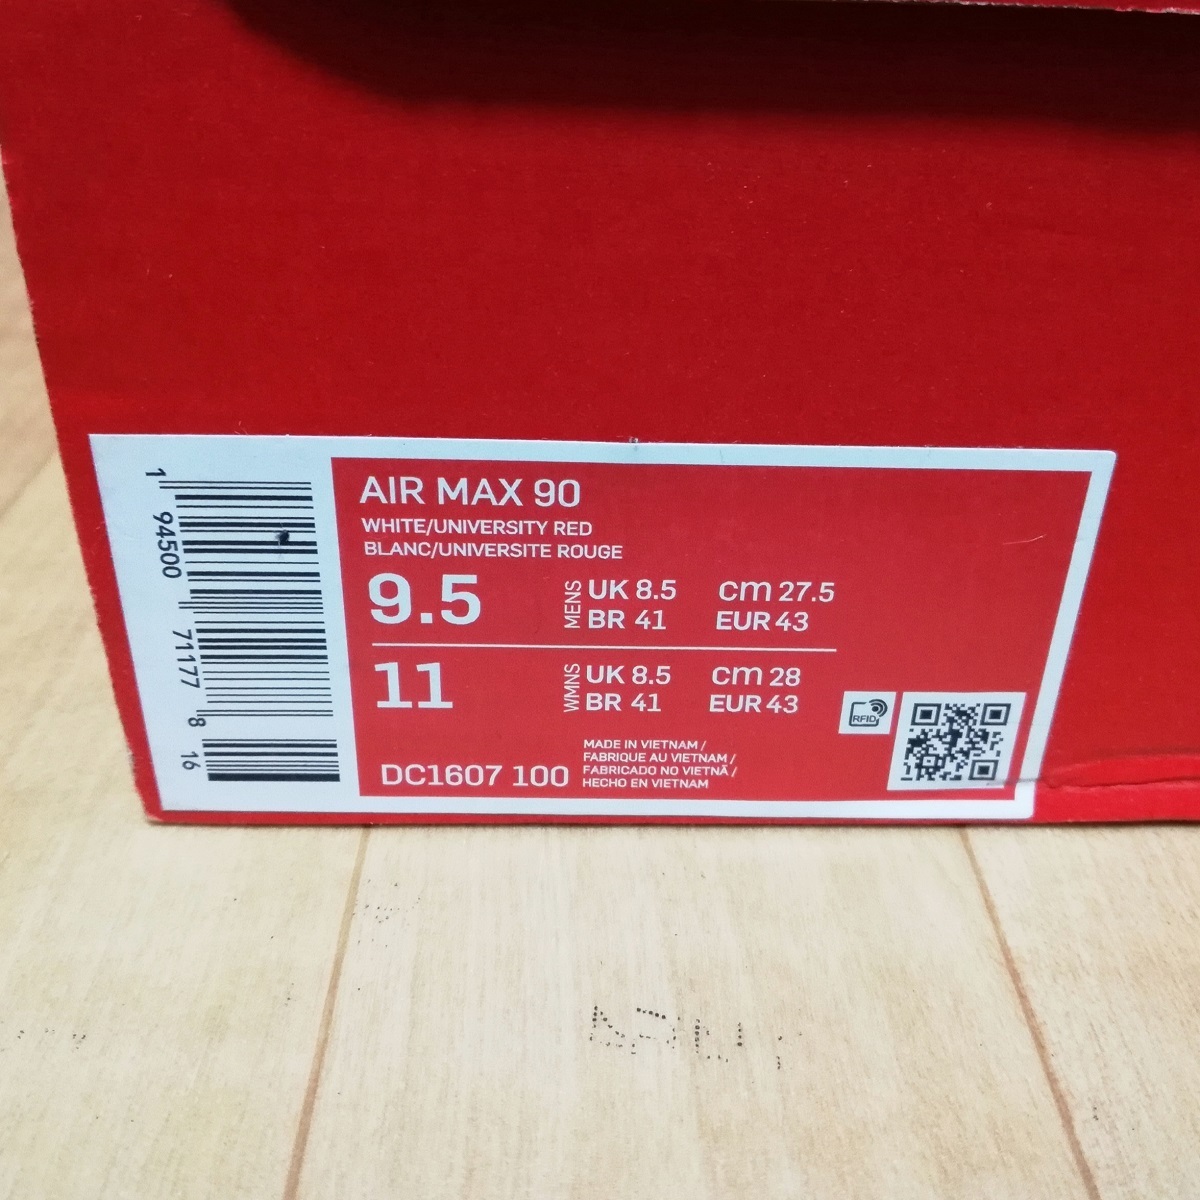 AIR MAX 90
WHITE/UNIVERSITY RED
BLANC/UNIVERSITE ROUGE
9.5 MENS UK 8.5 cm 27.5
BR 41 EUR 43
11 WMNS UK 8.5 cm 28
BR 41 EUR 43
RFID
DC1607 100
MADE IN VIETNAM /
FABRIQUE AU VIETNAM /
FABRICADO NO VIETNÃ /
HECHO EN VIETNAM
1 94500 71177 8 16